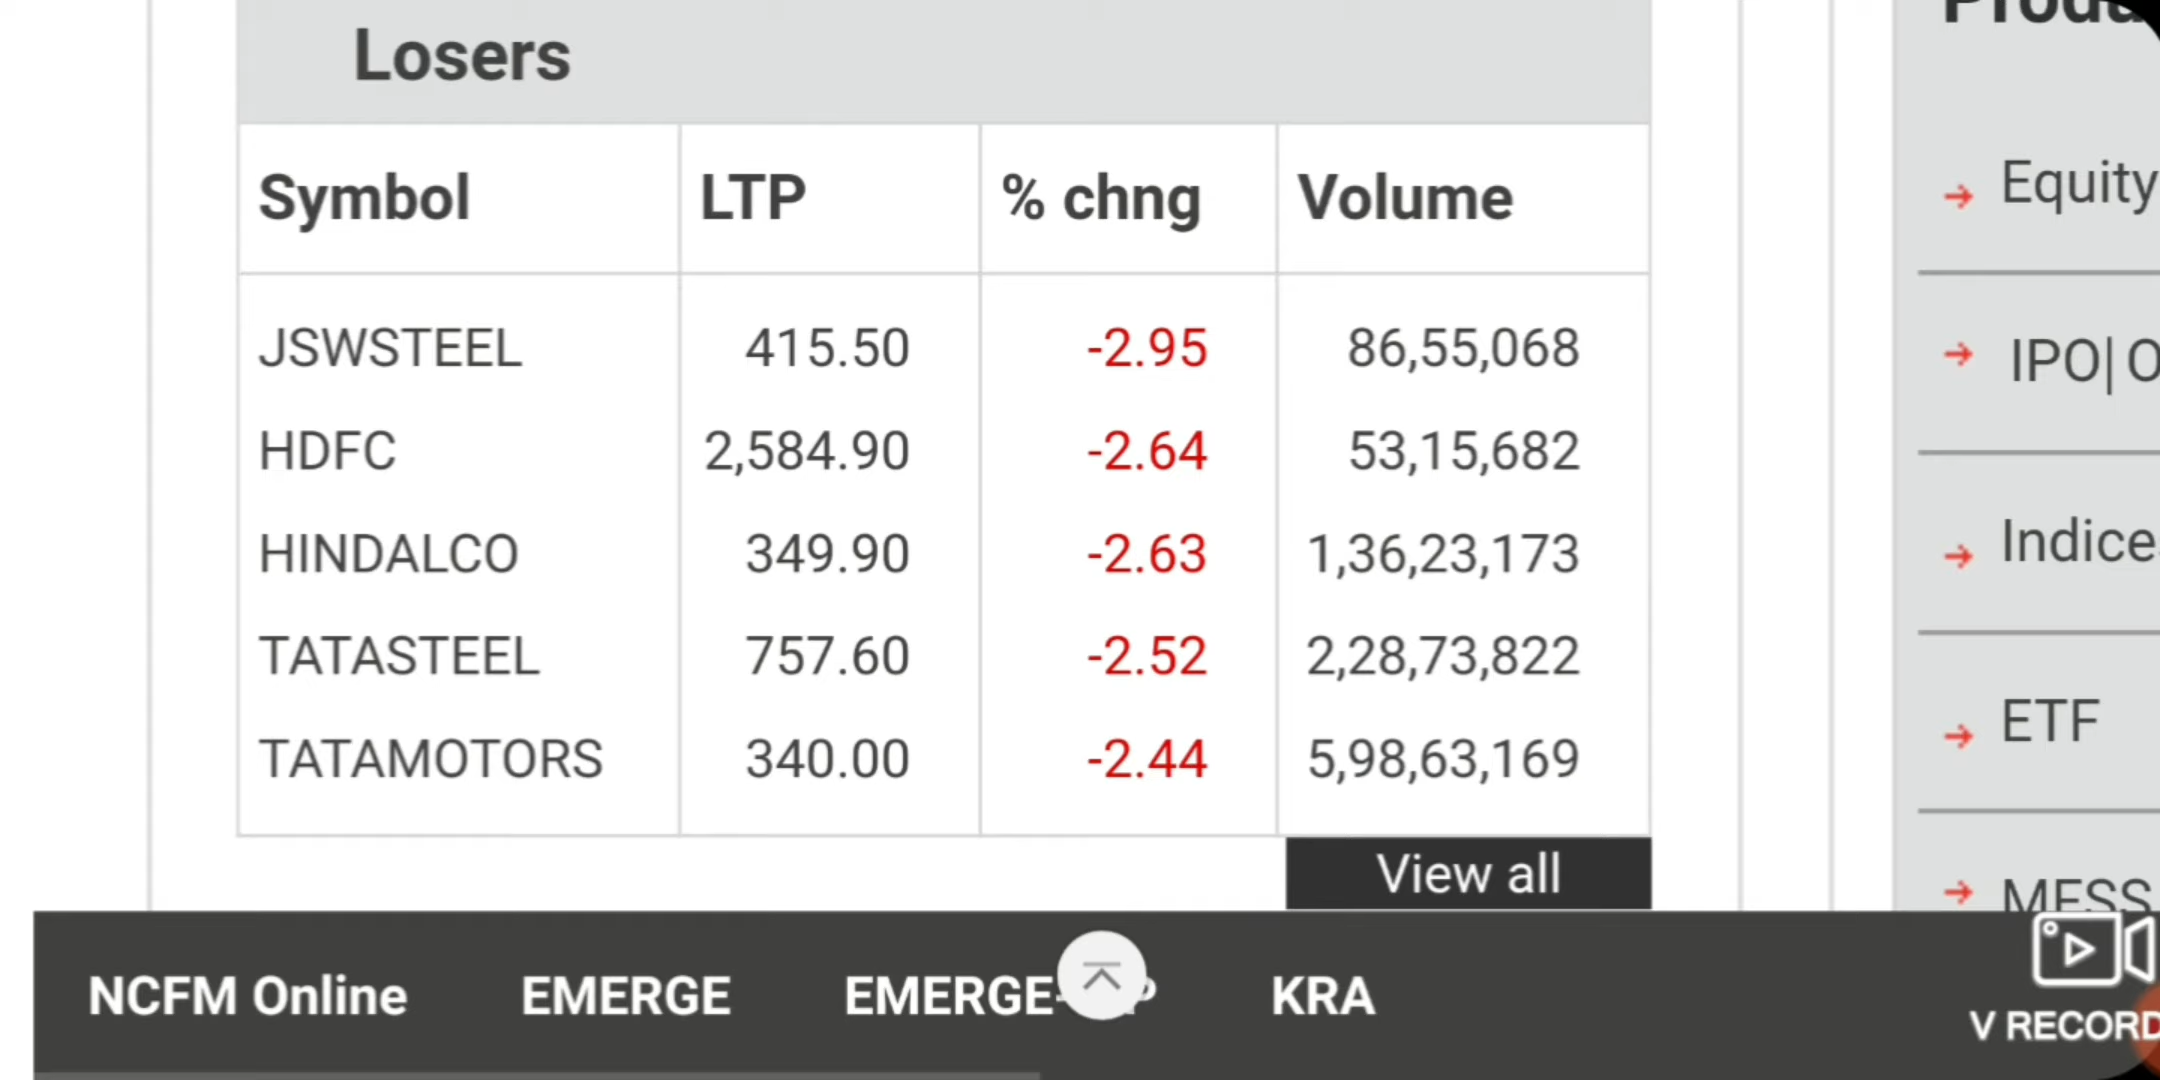 Losers
Symbol LTP % chng Volume
JSWSTEEL 415.50 -2.95 86,55,068
HDFC 2,584.90 -2.64 53,15,682
HINDALCO 349.90 -2.63 1,36,23,173
TATASTEEL 757.60 -2.52 2,28,73,822
TATAMOTORS 340.00 -2.44 5,98,63,169
View all
Equity
IPO| O
ETF
NCFM Online EMERGE EMERGE KRA
V RECORD